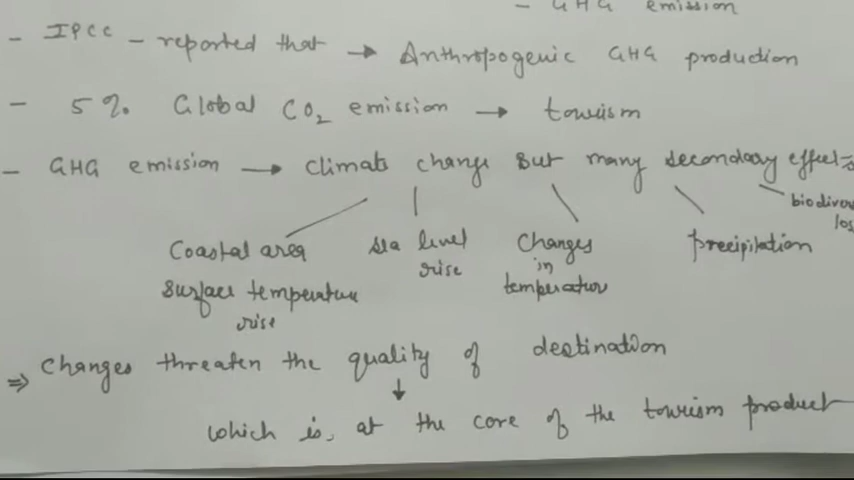 - GHG emission
- IPCC - reported that → Anthropogenic GHG production
- 5% Global CO2 emission → tourism
- GHG emission → climate change But many secondary effects
Coastal area surface temperature rise
sea level rise
Changes in temperature
precipitation
biodiver
los
⇒ Changes threaten the quality of destination
↓
which is, at the core of the tourism product